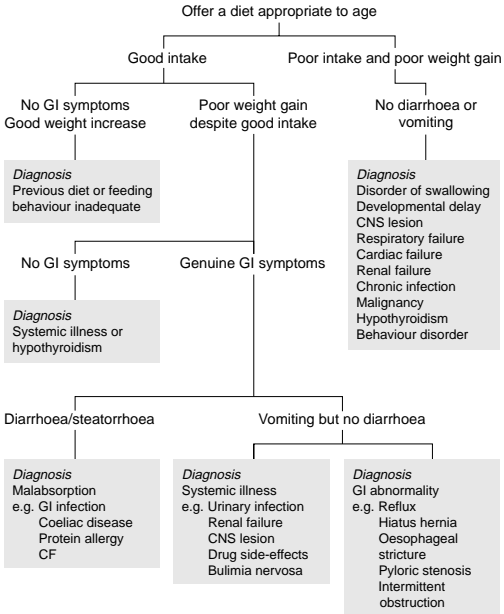 Offer a diet appropriate to age
Good intake
Poor intake and poor weight gain
No GI symptoms
Good weight increase
Poor weight gain
despite good intake
No diarrhoea or
vomiting
Diagnosis
Previous diet or feeding
behaviour inadequate
Diagnosis
Disorder of swallowing
Developmental delay
CNS lesion
Respiratory failure
Cardiac failure
Renal failure
Chronic infection
Malignancy
Hypothyroidism
Behaviour disorder
No GI symptoms
Genuine GI symptoms
Diagnosis
Systemic illness or
hypothyroidism
Diarrhoea/steatorrhoea
Vomiting but no diarrhoea
Diagnosis
Malabsorption
e.g. GI infection
Coeliac disease
Protein allergy
CF
Diagnosis
Systemic illness
e.g. Urinary infection
Renal failure
CNS lesion
Drug side-effects
Bulimia nervosa
Diagnosis
GI abnormality
e.g. Reflux
Hiatus hernia
Oesophageal
stricture
Pyloric stenosis
Intermittent
obstruction